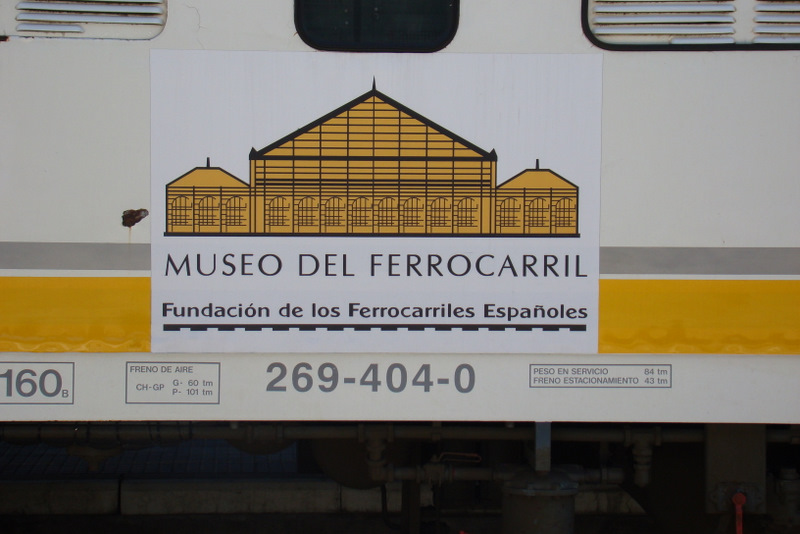 MUSEO DEL FERROCARRIL
Fundación de los Ferrocarriles Españoles
160 B
FRENO DE AIRE
CH-GP G- 60 tm
P- 101 tm
269-404-0
PESO EN SERVICIO 84 tm
FRENO ESTACIONAMIENTO 43 tm